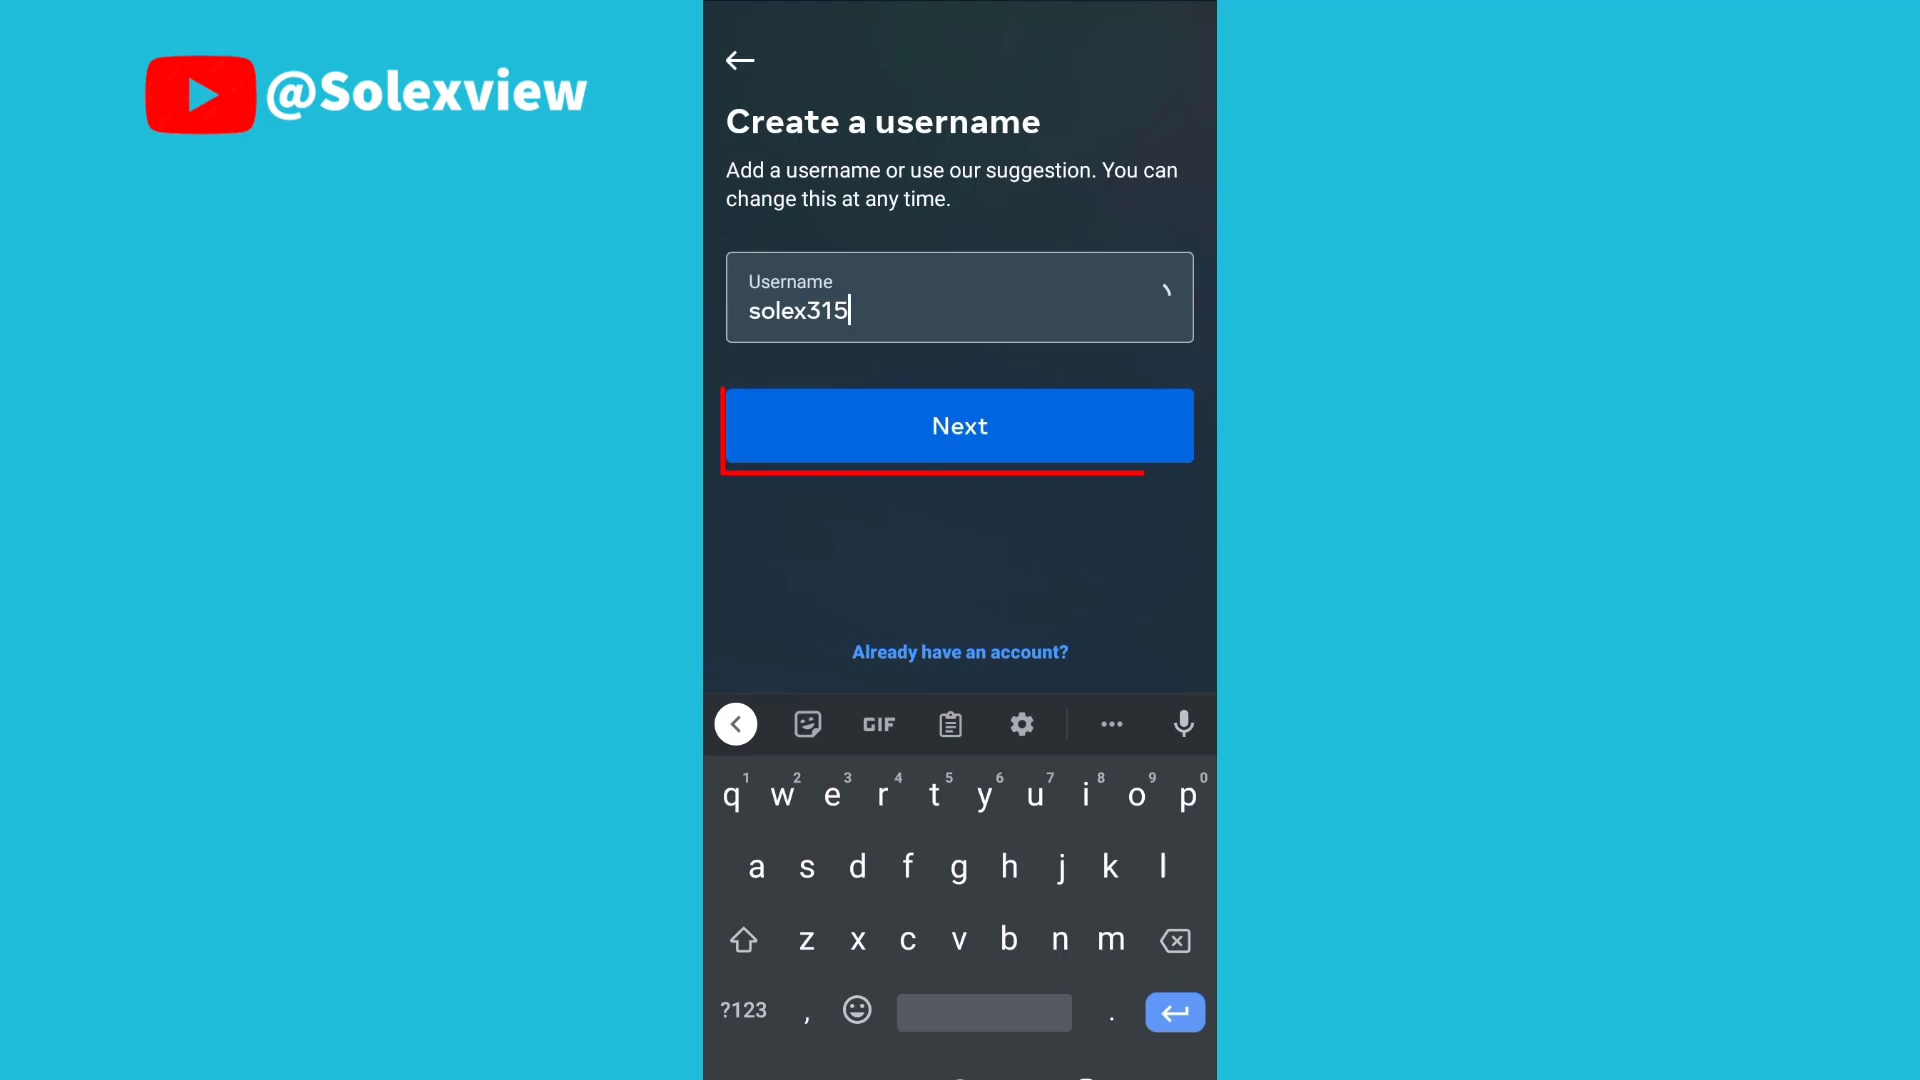 @Solexview
Create a username
Add a username or use our suggestion. You can
change this at any time.
Username
solex315
Next
Already have an account?
GIF
1 2 3 4 5 6 7 8 9 0
q w e r t y u i o p
a s d f g h j k l
z x c v b n m
?123 , .